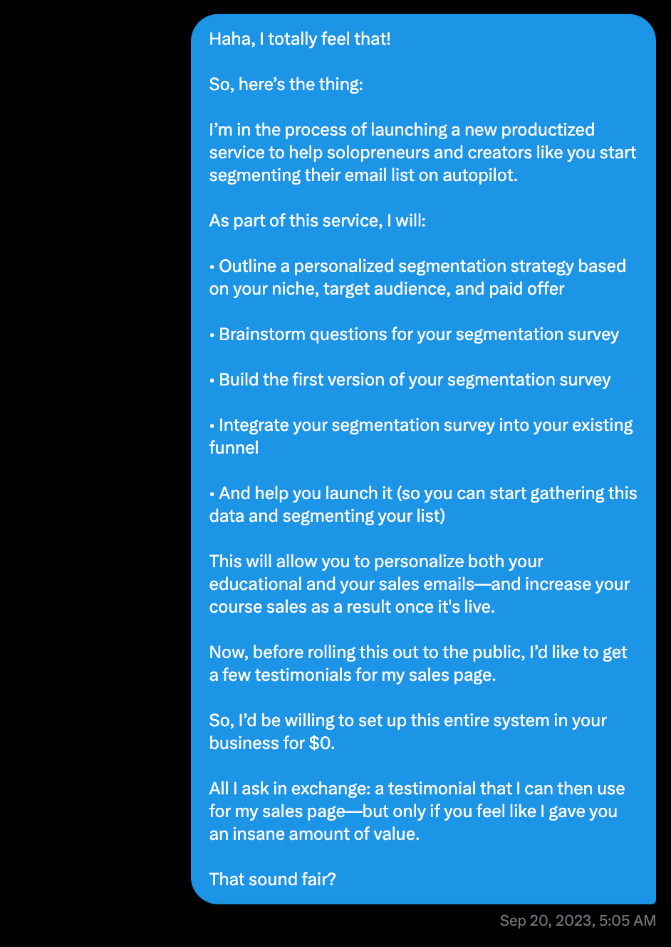 Haha, I totally feel that!
So, here’s the thing:
I’m in the process of launching a new productized
service to help solopreneurs and creators like you start
segmenting their email list on autopilot.
As part of this service, I will:
• Outline a personalized segmentation strategy based
on your niche, target audience, and paid offer
• Brainstorm questions for your segmentation survey
• Build the first version of your segmentation survey
• Integrate your segmentation survey into your existing
funnel
• And help you launch it (so you can start gathering this
data and segmenting your list)
This will allow you to personalize both your
educational and your sales emails—and increase your
course sales as a result once it's live.
Now, before rolling this out to the public, I’d like to get
a few testimonials for my sales page.
So, I’d be willing to set up this entire system in your
business for $0.
All I ask in exchange: a testimonial that I can then use
for my sales page—but only if you feel like I gave you
an insane amount of value.
That sound fair?
Sep 20, 2023, 5:05 AM